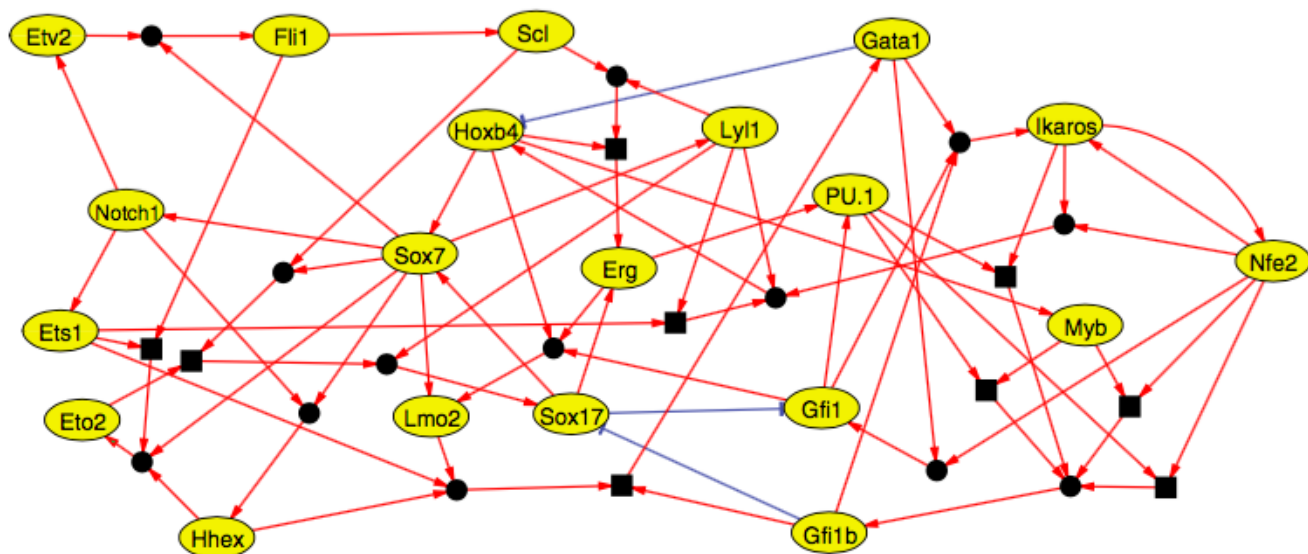 Etv2
Fli1
Scl
Gata1
Hoxb4
Lyl1
Ikaros
Notch1
PU.1
Sox7
Erg
Nfe2
Ets1
Myb
Eto2
Lmo2
Sox17
Gfi1
Hhex
Gfi1b